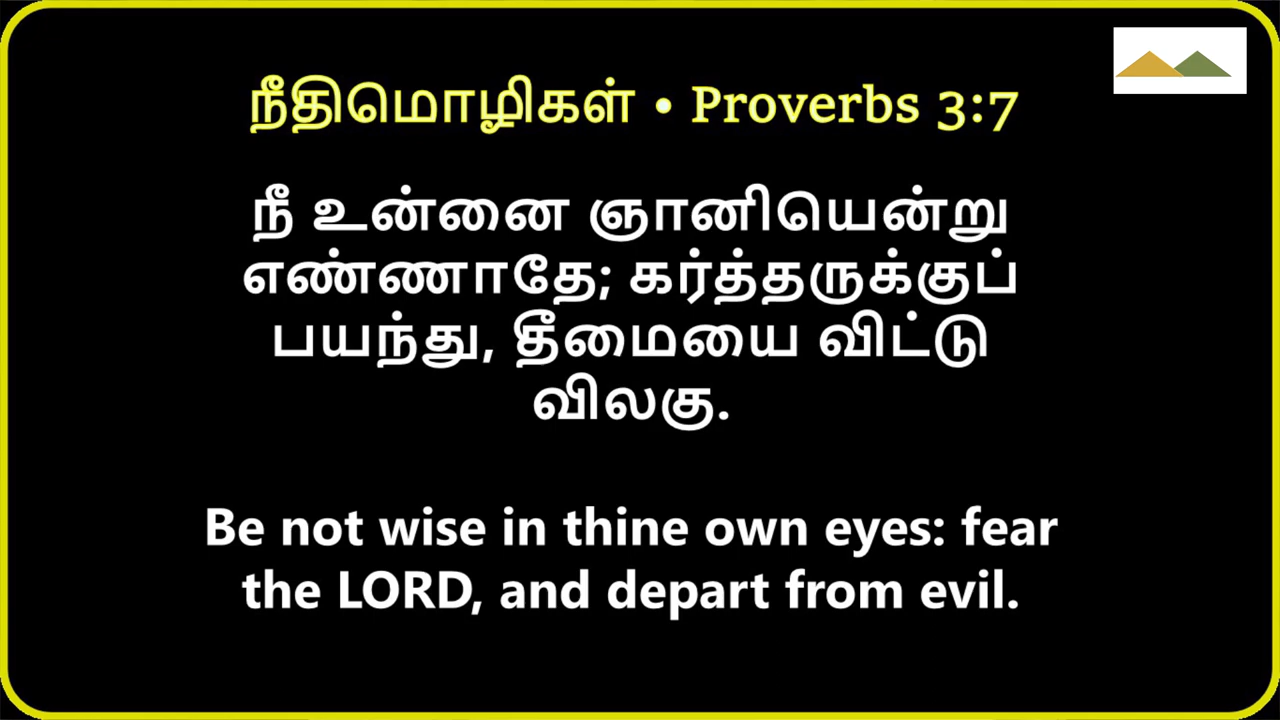 நீதிமொழிகள் • Proverbs 3:7
நீ உன்னை ஞானியென்று
எண்ணாதே; கர்த்தருக்குப்
பயந்து, தீமையை விட்டு
விலகு.
Be not wise in thine own eyes: fear
the LORD, and depart from evil.